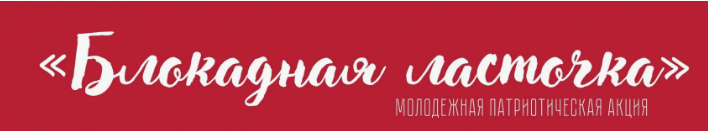 «Блокадная ласточка»
МОЛОДЕЖНАЯ ПАТРИОТИЧЕСКАЯ АКЦИЯ